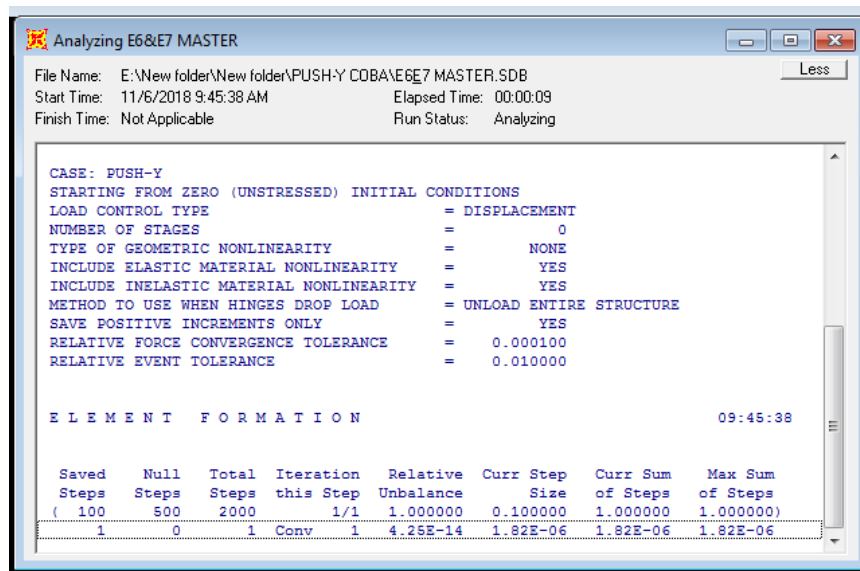 Analyzing E6&E7 MASTER
File Name: E:\New folder\New folder\PUSH-Y COBA\E6E7 MASTER.SDB Less
Start Time: 11/6/2018 9:45:38 AM Elapsed Time: 00:00:09
Finish Time: Not Applicable Run Status: Analyzing
CASE: PUSH-Y
STARTING FROM ZERO (UNSTRESSED) INITIAL CONDITIONS
LOAD CONTROL TYPE = DISPLACEMENT
NUMBER OF STAGES = 0
TYPE OF GEOMETRIC NONLINEARITY = NONE
INCLUDE ELASTIC MATERIAL NONLINEARITY = YES
INCLUDE INELASTIC MATERIAL NONLINEARITY = YES
METHOD TO USE WHEN HINGES DROP LOAD = UNLOAD ENTIRE STRUCTURE
SAVE POSITIVE INCREMENTS ONLY = YES
RELATIVE FORCE CONVERGENCE TOLERANCE = 0.000100
RELATIVE EVENT TOLERANCE = 0.010000
E L E M E N T F O R M A T I O N 09:45:38
Saved Null Total Iteration Relative Curr Step Curr Sum Max Sum
Steps Steps Steps this Step Unbalance Size of Steps of Steps
( 100 500 2000 1/1 1.000000 0.100000 1.000000 1.000000)
1 0 1 Conv 1 4.25E-14 1.82E-06 1.82E-06 1.82E-06